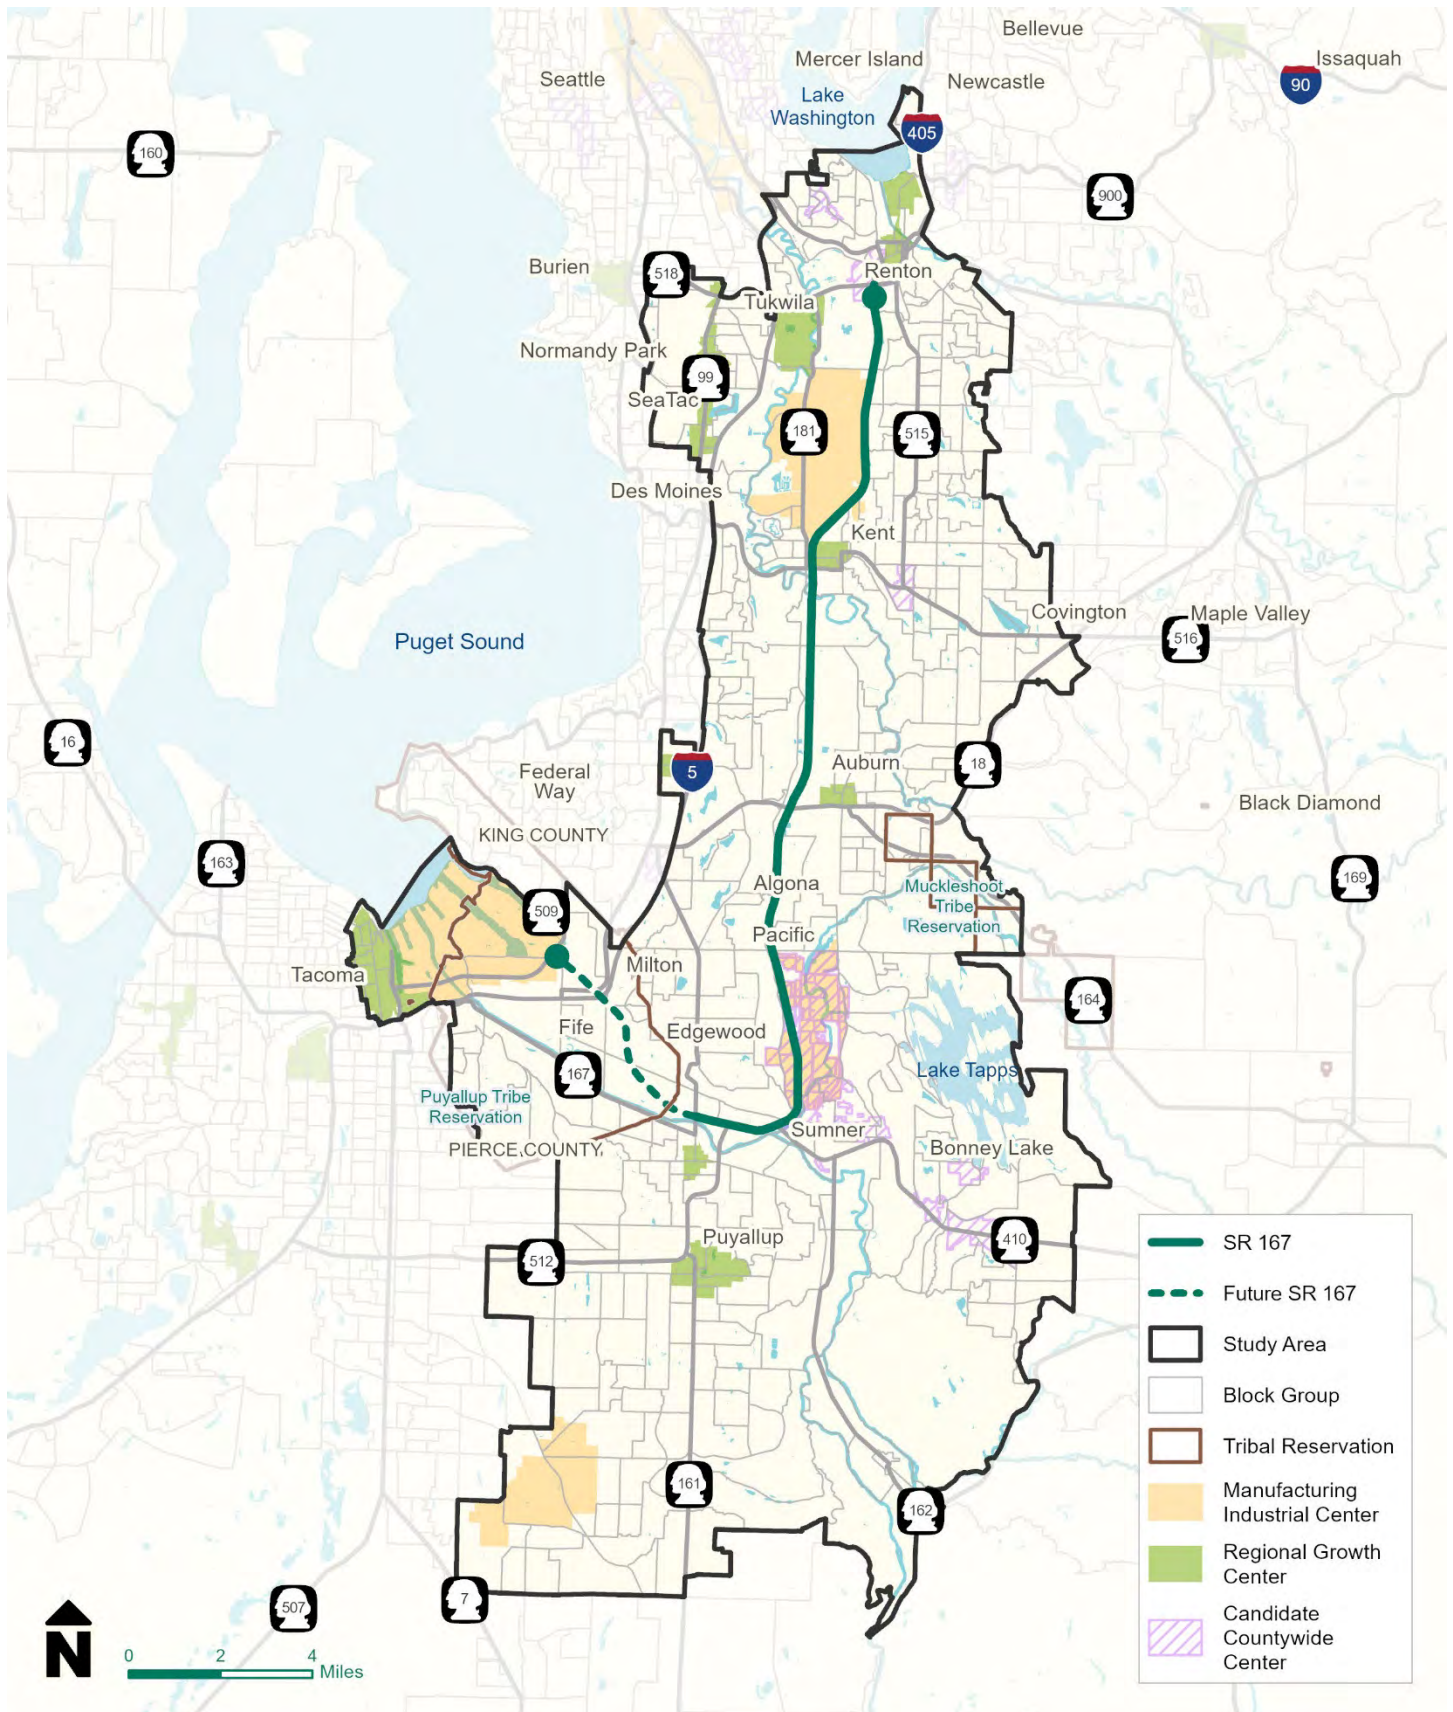 Bellevue
Mercer Island
Issaquah
Seattle
Newcastle
90
Lake
Washington
405
160
900
Burien
518
Renton
Tukwila
Normandy Park
99
SeaTac
181
515
Des Moines
Kent
Covington
Maple Valley
516
Puget Sound
16
Auburn
18
5
Federal
Way
Black Diamond
KING COUNTY
163
169
Algona
Muckleshoot
Tribe
Reservation
509
Pacific
Milton
Tacoma
164
Fife
Edgewood
167
Lake Tapps
Puyallup Tribe
Reservation
Sumner
PIERCE COUNTY
Bonney Lake
Puyallup
410
512
161
162
7
507
SR 167
Future SR 167
Study Area
Block Group
Tribal Reservation
Manufacturing
Industrial Center
Regional Growth
Center
Candidate
Countywide
Center
N
0 2 4
Miles